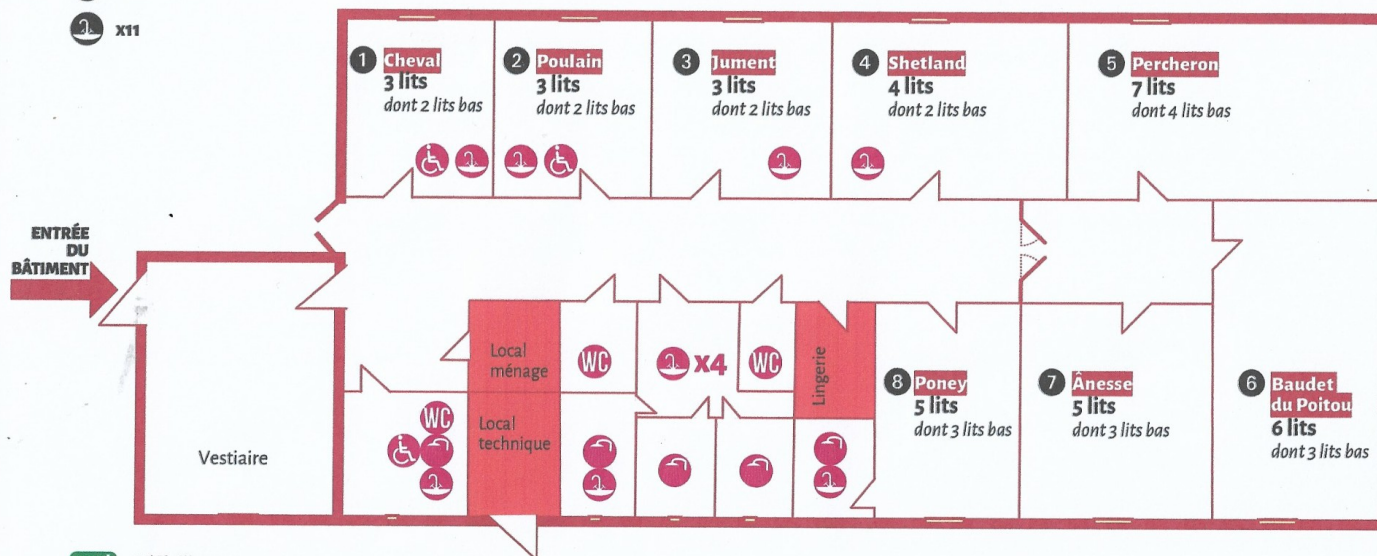 x11
1 Cheval
3 lits
dont 2 lits bas
2 Poulain
3 lits
dont 2 lits bas
3 Jument
3 lits
dont 2 lits bas
4 Shetland
4 lits
dont 2 lits bas
5 Percheron
7 lits
dont 4 lits bas
ENTRÉE
DU
BÂTIMENT
Vestiaire
Local
ménage
WC
x4
WC
Lingerie
8 Poney
5 lits
dont 3 lits bas
7 Ânesse
5 lits
dont 3 lits bas
6 Baudet
du Poitou
6 lits
dont 3 lits bas
WC
Local
technique